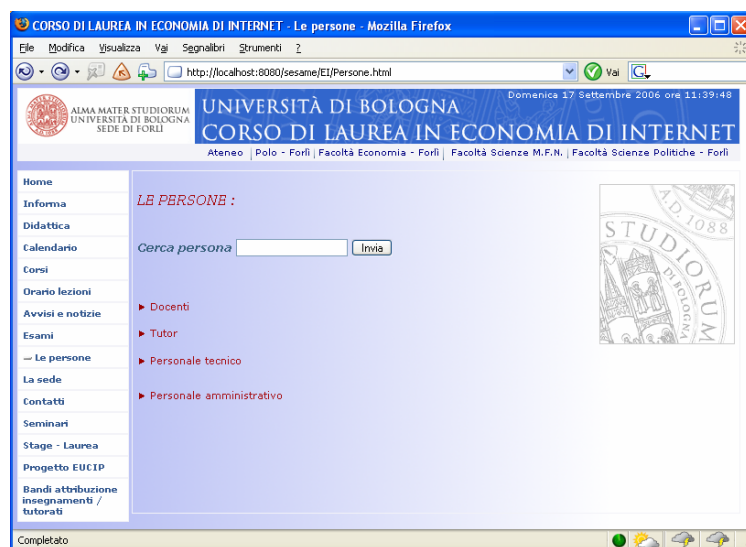 CORSO DI LAUREA IN ECONOMIA DI INTERNET - Le persone - Mozilla Firefox
File Modifica Visualizza Vai Segnalibri Strumenti ?
http://localhost:8080/sesame/EI/Persone.html Vai
Domenica 17 Settembre 2006 ore 11:39:48
ALMA MATER STUDIORUM
UNIVERSITÀ DI BOLOGNA
SEDE DI FORLÌ
UNIVERSITÀ DI BOLOGNA
CORSO DI LAUREA IN ECONOMIA DI INTERNET
Ateneo | Polo - Forlì | Facoltà Economia - Forlì | Facoltà Scienze M.F.N. | Facoltà Scienze Politiche - Forlì
Home
Informa
Didattica
Calendario
Corsi
Orario lezioni
Avvisi e notizie
Esami
Le persone
La sede
Contatti
Seminari
Stage - Laurea
Progetto EUCIP
Bandi attribuzione
insegnamenti /
tutorati
LE PERSONE :
Cerca persona Invia
Docenti
Tutor
Personale tecnico
Personale amministrativo
A.D. 1088
STUDIORUM
BOLOGNA
Completato